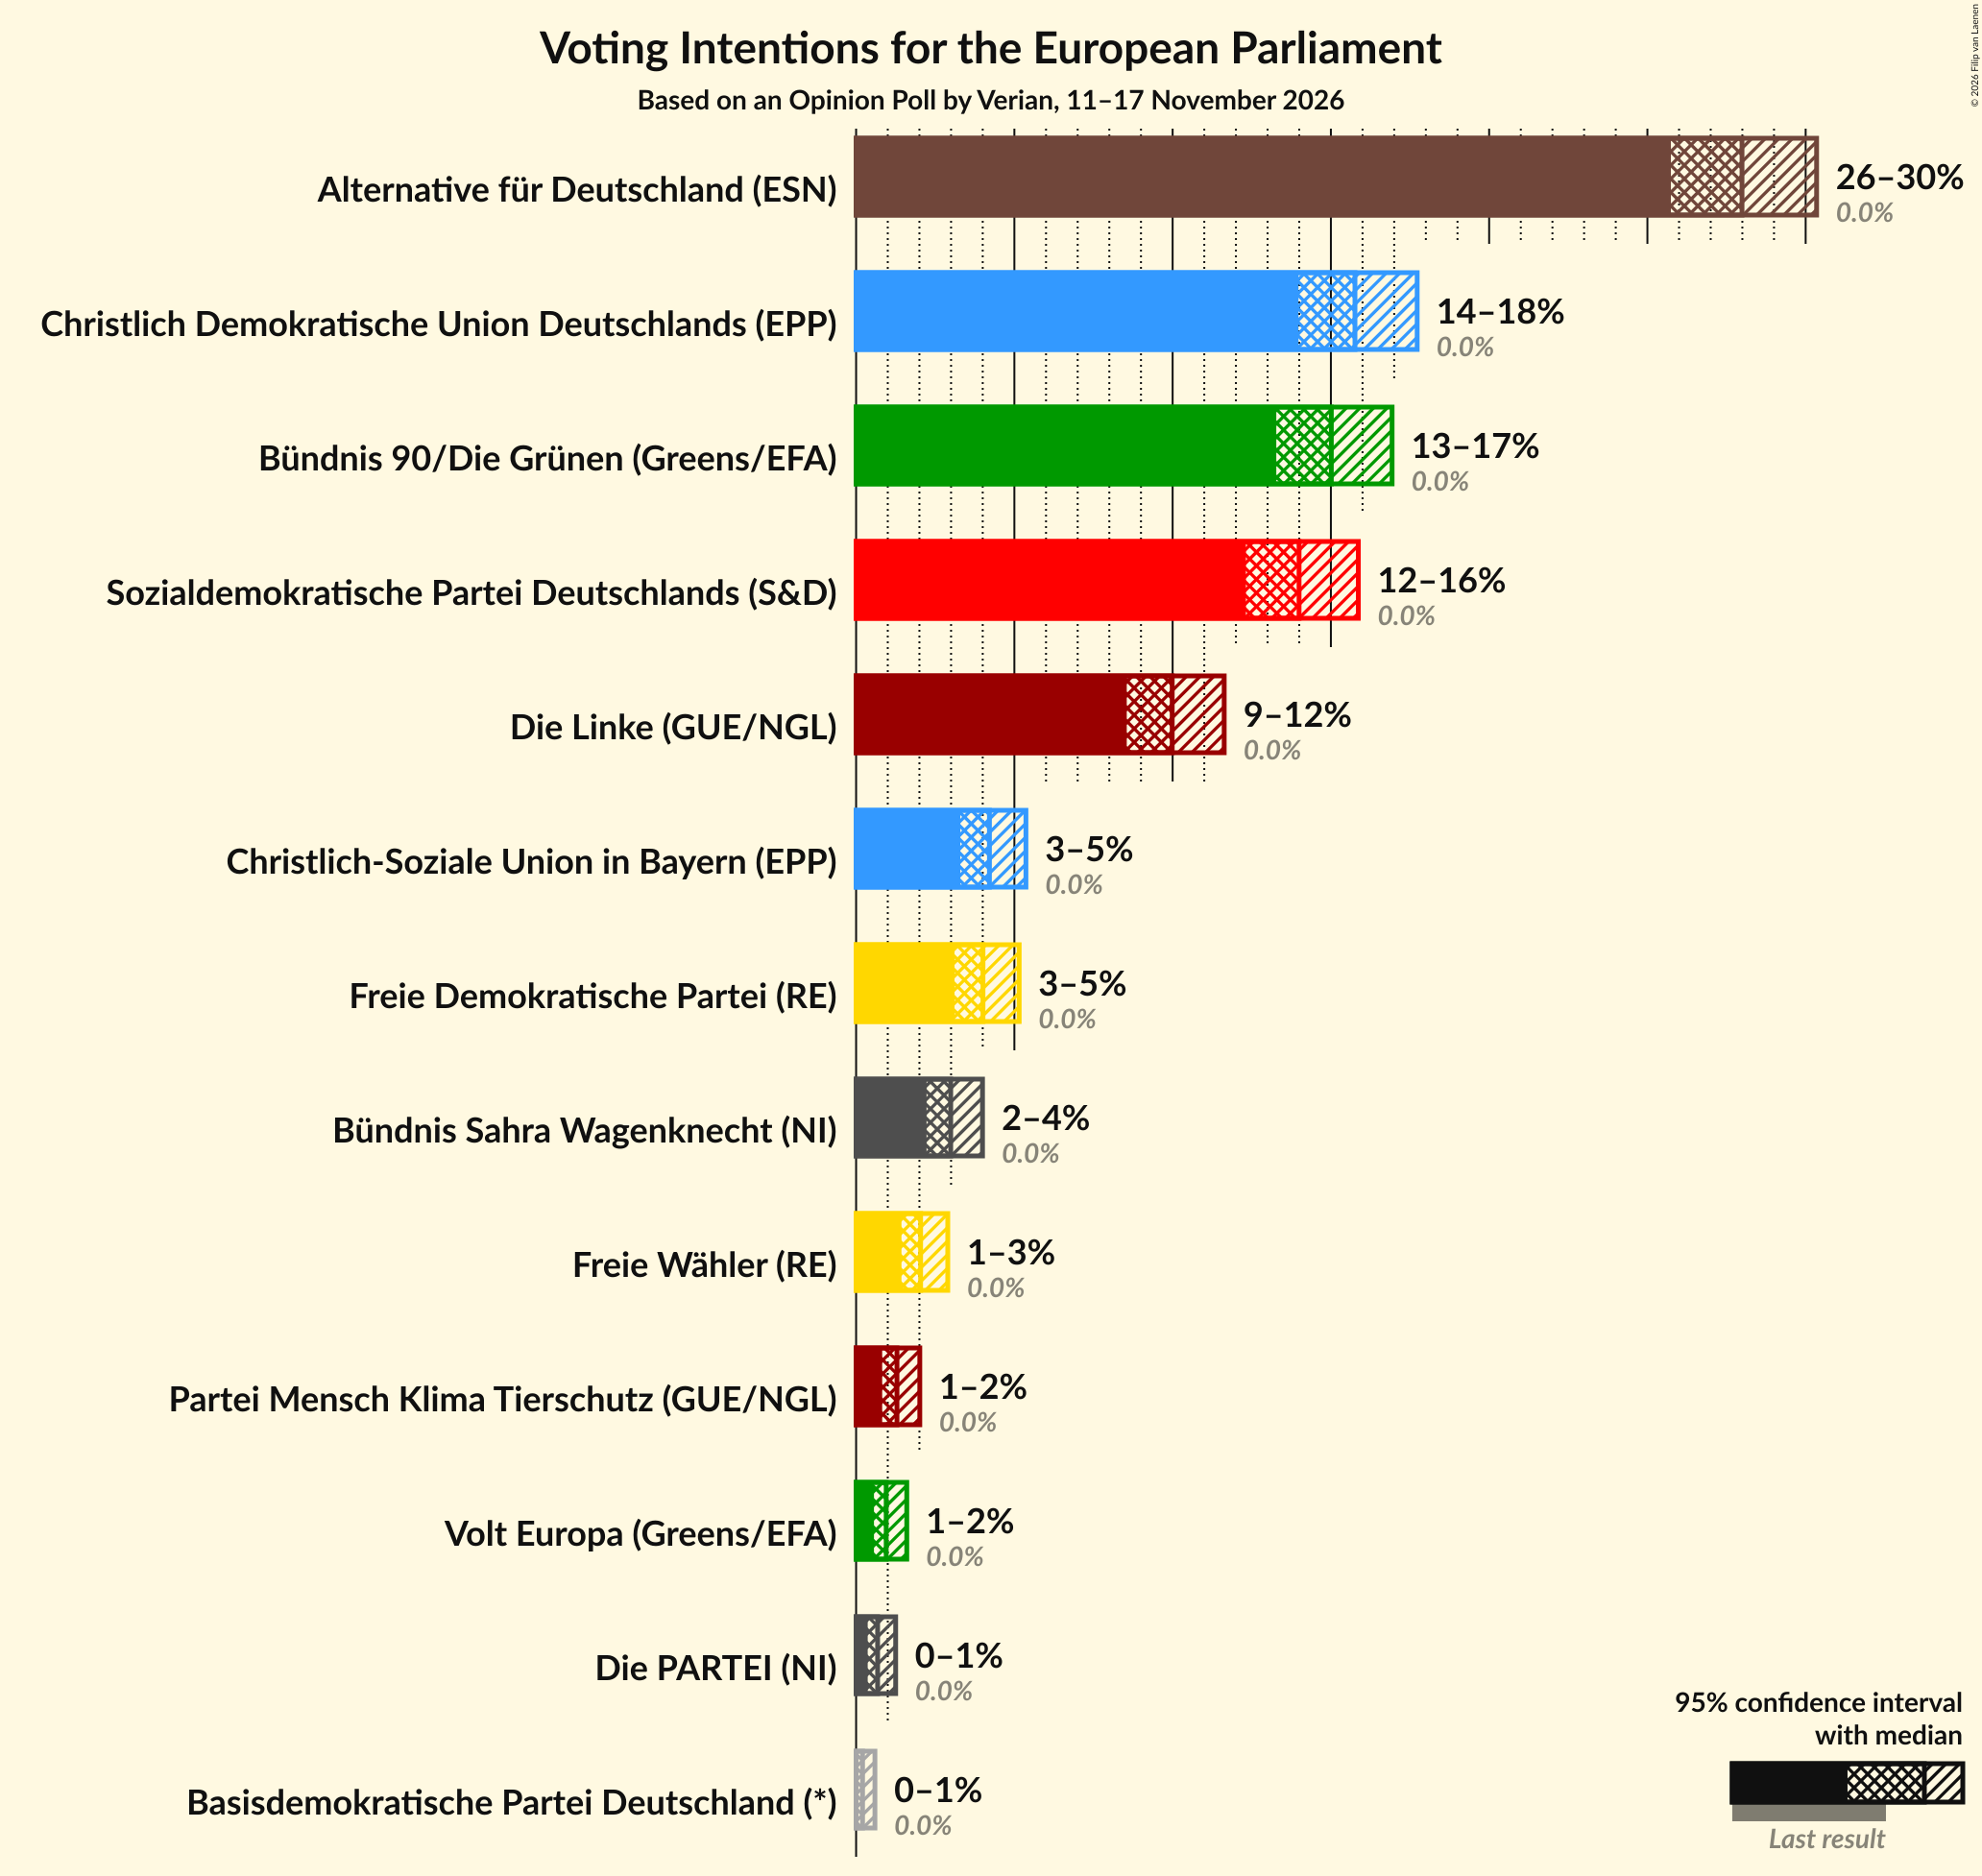 Voting Intentions for the European Parliament
Based on an Opinion Poll by Verian, 11–17 November 2026
© 2026 Filip van Laenen
Alternative für Deutschland (ESN)
26–30%
0.0%
Christlich Demokratische Union Deutschlands (EPP)
14–18%
0.0%
Bündnis 90/Die Grünen (Greens/EFA)
13–17%
0.0%
Sozialdemokratische Partei Deutschlands (S&D)
12–16%
0.0%
Die Linke (GUE/NGL)
9–12%
0.0%
Christlich-Soziale Union in Bayern (EPP)
3–5%
0.0%
Freie Demokratische Partei (RE)
3–5%
0.0%
Bündnis Sahra Wagenknecht (NI)
2–4%
0.0%
Freie Wähler (RE)
1–3%
0.0%
Partei Mensch Klima Tierschutz (GUE/NGL)
1–2%
0.0%
Volt Europa (Greens/EFA)
1–2%
0.0%
Die PARTEI (NI)
0–1%
0.0%
Basisdemokratische Partei Deutschland (*)
0–1%
0.0%
95% confidence interval
with median
Last result